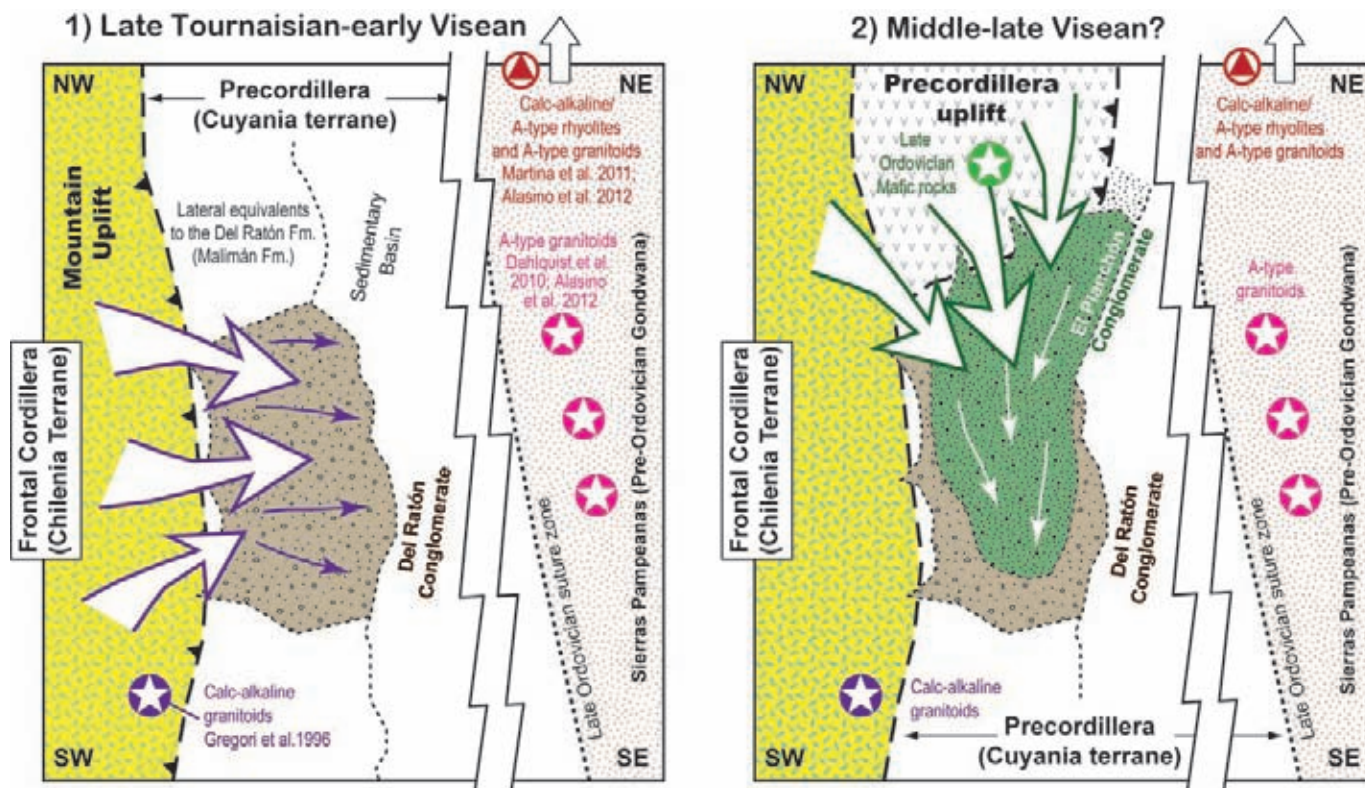 1) Late Tournaisian-early Visean
NW
NE
Precordillera
(Cuyania terrane)
Calc-alkaline/
A-type rhyolites
and A-type granitoids
Martina et al. 2011;
Alasino et al. 2012
Mountain
Uplift
Lateral equivalents
to the Del Ratón Fm.
(Malimán Fm.)
Sedimentary
Basin
A-type granitoids
Dahlquist et al.
2010; Alasino
et al. 2012
Frontal Cordillera
(Chilenia Terrane)
Del Ratón
Conglomerate
Late Ordovician suture zone
Sierras Pampeanas (Pre-Ordovician Gondwana)
Calc-alkaline
granitoids
Gregori et al.1996
SW
SE
2) Middle-late Visean?
NW
NE
Precordillera
uplift
Late
Ordovician
Mafic rocks
Calc-alkaline/
A-type rhyolites
and A-type granitoids
El Planchón
Conglomerate
A-type
granitoids
Frontal Cordillera
(Chilenia Terrane)
Del Ratón
Conglomerate
Late Ordovician suture zone
Sierras Pampeanas (Pre-Ordovician Gondwana)
Calc-alkaline
granitoids
Precordillera
(Cuyania terrane)
SW
SE